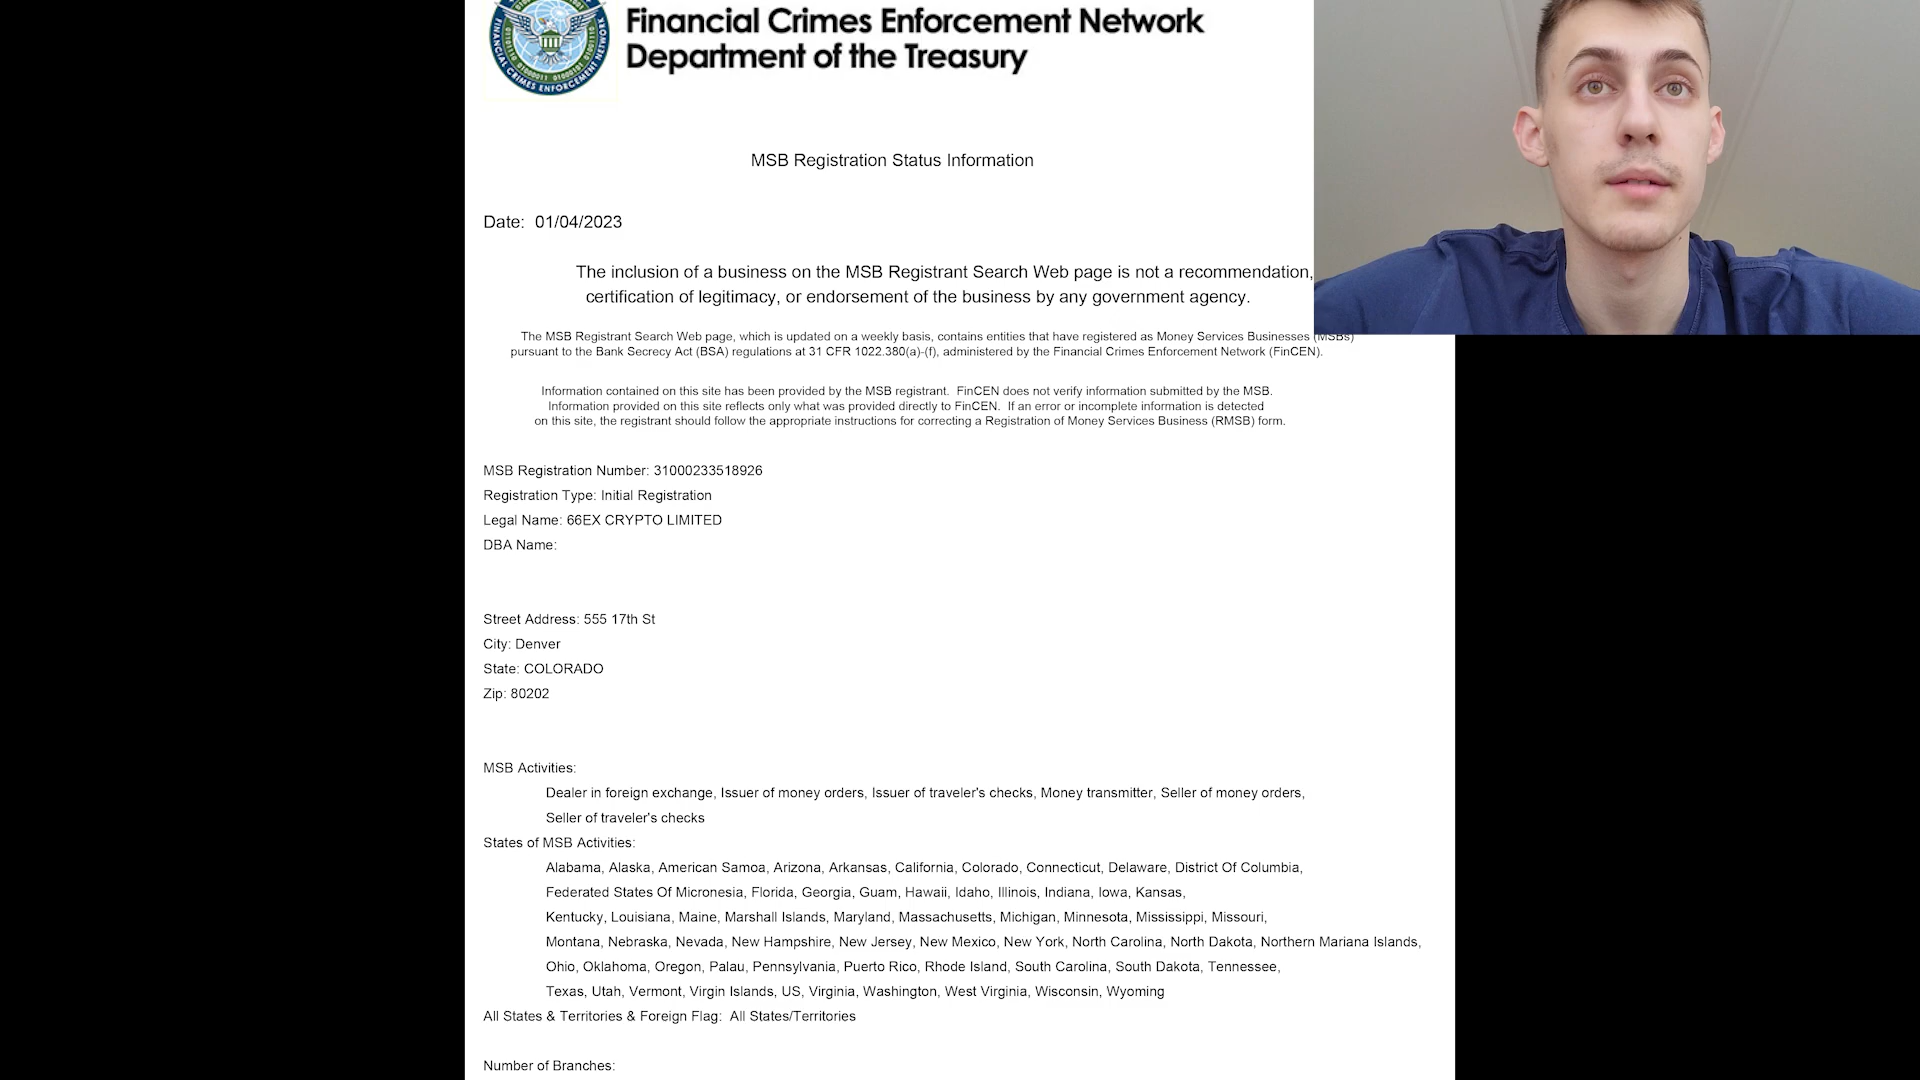 Financial Crimes Enforcement Network
Department of the Treasury
FINANCIAL CRIMES ENFORCEMENT NETWORK
MSB Registration Status Information
Date: 01/04/2023
The inclusion of a business on the MSB Registrant Search Web page is not a recommendation,
certification of legitimacy, or endorsement of the business by any government agency.
The MSB Registrant Search Web page, which is updated on a weekly basis, contains entities that have registered as Money Services Businesses (MSBs)
pursuant to the Bank Secrecy Act (BSA) regulations at 31 CFR 1022.380(a)-(f), administered by the Financial Crimes Enforcement Network (FinCEN).
Information contained on this site has been provided by the MSB registrant. FinCEN does not verify information submitted by the MSB.
Information provided on this site reflects only what was provided directly to FinCEN. If an error or incomplete information is detected
on this site, the registrant should follow the appropriate instructions for correcting a Registration of Money Services Business (RMSB) form.
MSB Registration Number: 31000233518926
Registration Type: Initial Registration
Legal Name: 66EX CRYPTO LIMITED
DBA Name:
Street Address: 555 17th St
City: Denver
State: COLORADO
Zip: 80202
MSB Activities:
Dealer in foreign exchange, Issuer of money orders, Issuer of traveler's checks, Money transmitter, Seller of money orders,
Seller of traveler's checks
States of MSB Activities:
Alabama, Alaska, American Samoa, Arizona, Arkansas, California, Colorado, Connecticut, Delaware, District Of Columbia,
Federated States Of Micronesia, Florida, Georgia, Guam, Hawaii, Idaho, Illinois, Indiana, Iowa, Kansas,
Kentucky, Louisiana, Maine, Marshall Islands, Maryland, Massachusetts, Michigan, Minnesota, Mississippi, Missouri,
Montana, Nebraska, Nevada, New Hampshire, New Jersey, New Mexico, New York, North Carolina, North Dakota, Northern Mariana Islands,
Ohio, Oklahoma, Oregon, Palau, Pennsylvania, Puerto Rico, Rhode Island, South Carolina, South Dakota, Tennessee,
Texas, Utah, Vermont, Virgin Islands, US, Virginia, Washington, West Virginia, Wisconsin, Wyoming
All States & Territories & Foreign Flag: All States/Territories
Number of Branches: